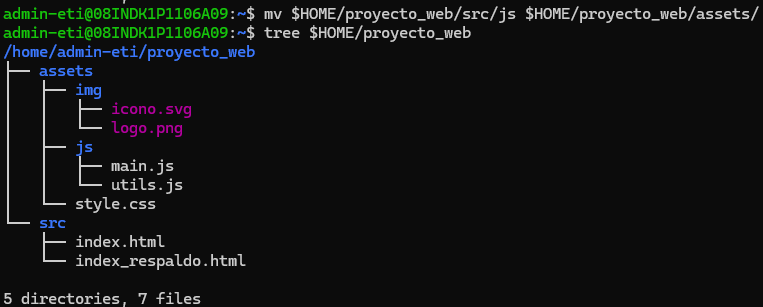 admin-eti@08INDK1P1106A09:~$ mv $HOME/proyecto_web/src/js $HOME/proyecto_web/assets/
admin-eti@08INDK1P1106A09:~$ tree $HOME/proyecto_web
/home/admin-eti/proyecto_web
├── assets
│   ├── img
│   │   ├── icono.svg
│   │   └── logo.png
│   ├── js
│   │   ├── main.js
│   │   └── utils.js
│   └── style.css
└── src
    ├── index.html
    └── index_respaldo.html
5 directories, 7 files